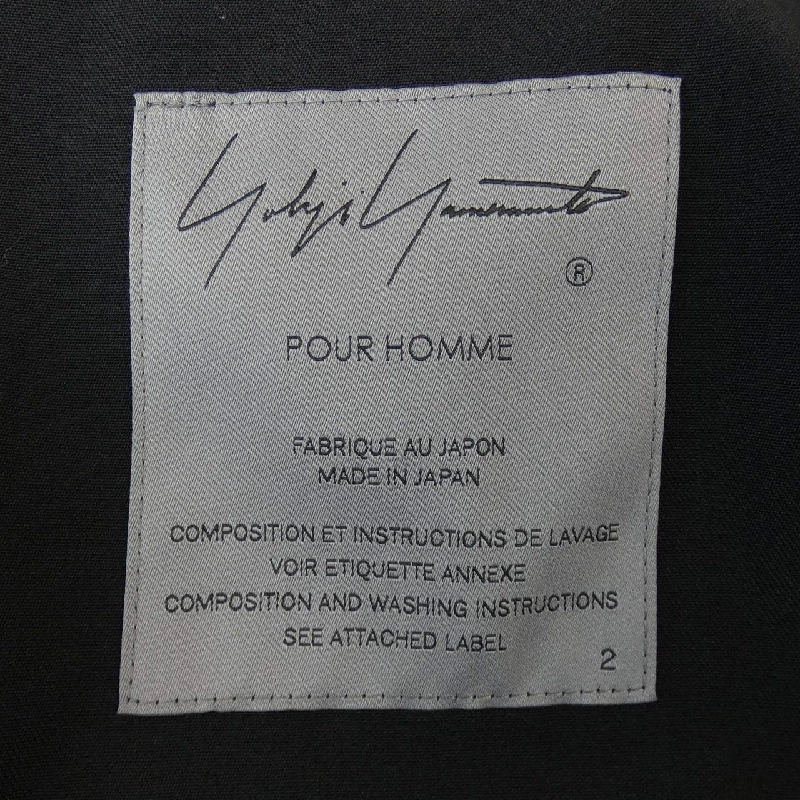 Yohji Yamamoto
®
POUR HOMME
FABRIQUE AU JAPON
MADE IN JAPAN
COMPOSITION ET INSTRUCTIONS DE LAVAGE
VOIR ETIQUETTE ANNEXE
COMPOSITION AND WASHING INSTRUCTIONS
SEE ATTACHED LABEL
2